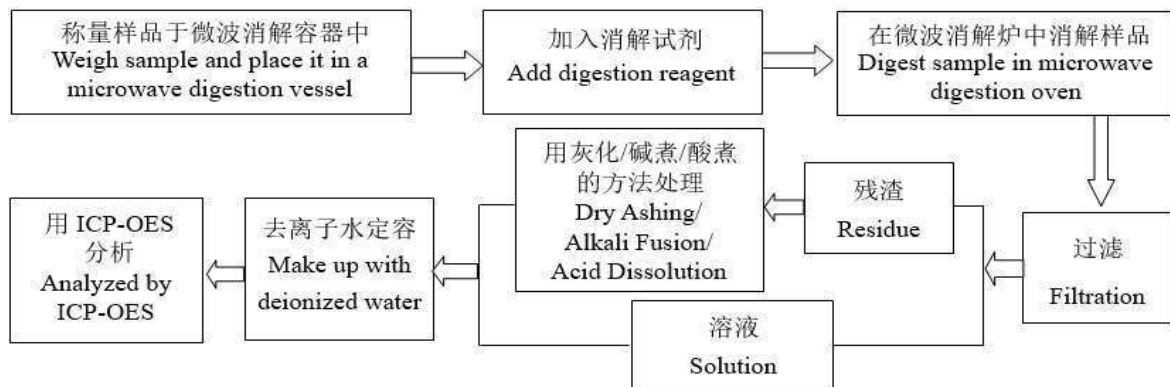 称量样品于微波消解容器中
Weigh sample and place it in a
microwave digestion vessel
加入消解试剂
Add digestion reagent
在微波消解炉中消解样品
Digest sample in microwave
digestion oven
过滤
Filtration
残渣
Residue
用灰化/碱煮/酸煮
的方法处理
Dry Ashing/
Alkali Fusion/
Acid Dissolution
溶液
Solution
去离子水定容
Make up with
deionized water
用 ICP-OES
分析
Analyzed by
ICP-OES